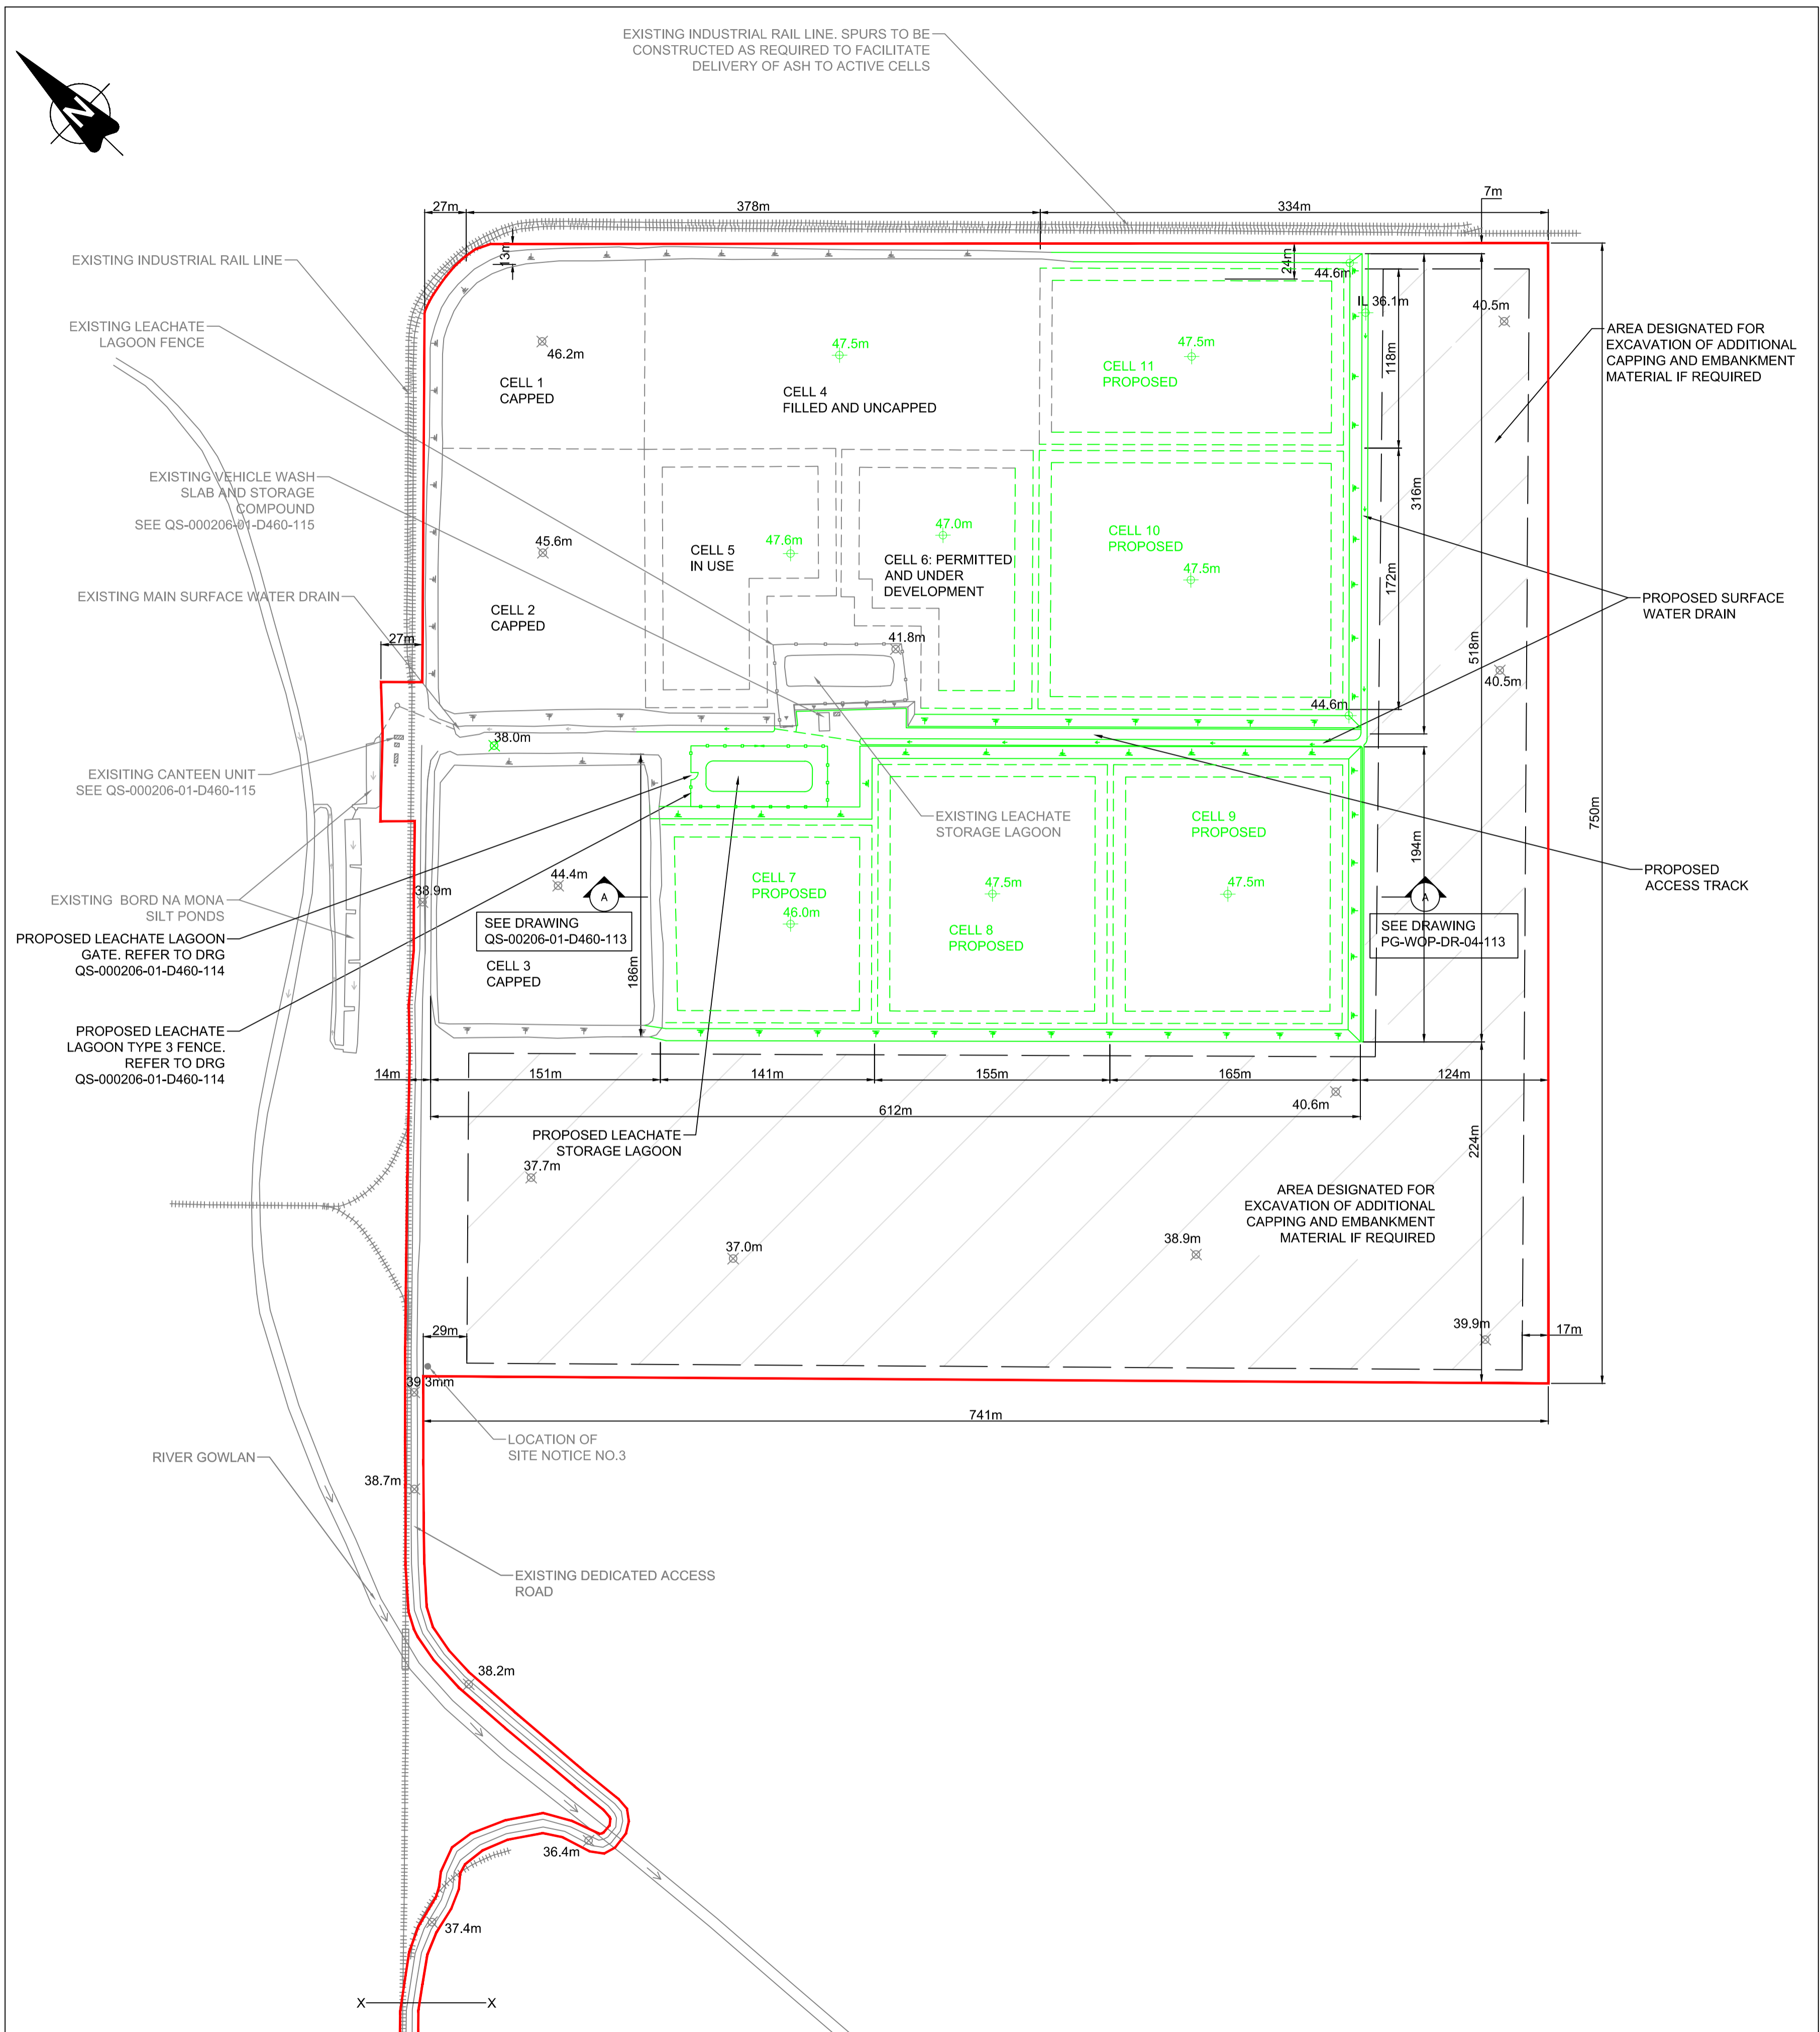 EXISTING INDUSTRIAL RAIL LINE. SPURS TO BE
CONSTRUCTED AS REQUIRED TO FACILITATE
DELIVERY OF ASH TO ACTIVE CELLS
N
7m
27m
378m
334m
13m
24m
EXISTING INDUSTRIAL RAIL LINE
44.6m
IL 36.1m
40.5m
EXISTING LEACHATE
LAGOON FENCE
AREA DESIGNATED FOR
EXCAVATION OF ADDITIONAL
CAPPING AND EMBANKMENT
MATERIAL IF REQUIRED
46.2m
CELL 1
CAPPED
47.5m
CELL 4
FILLED AND UNCAPPED
47.5m
CELL 11
PROPOSED
118m
EXISTING VEHICLE WASH
SLAB AND STORAGE
COMPOUND
SEE QS-000206-01-D460-115
316m
45.6m
CELL 5
IN USE
47.6m
47.0m
CELL 6: PERMITTED
AND UNDER
DEVELOPMENT
CELL 10
PROPOSED
47.5m
172m
EXISTING MAIN SURFACE WATER DRAIN
CELL 2
CAPPED
PROPOSED SURFACE
WATER DRAIN
27m
41.8m
518m
40.5m
44.6m
38.0m
EXISITING CANTEEN UNIT
SEE QS-000206-01-D460-115
EXISTING LEACHATE
STORAGE LAGOON
CELL 9
PROPOSED
750m
194m
PROPOSED
ACCESS TRACK
EXISTING BORD NA MONA
SILT PONDS
38.9m
44.4m
A
SEE DRAWING
QS-00206-01-D460-113
CELL 7
PROPOSED
46.0m
47.5m
CELL 8
PROPOSED
47.5m
A
SEE DRAWING
PG-WOP-DR-04-113
PROPOSED LEACHATE LAGOON
GATE. REFER TO DRG
QS-000206-01-D460-114
CELL 3
CAPPED
186m
PROPOSED LEACHATE
LAGOON TYPE 3 FENCE.
REFER TO DRG
QS-000206-01-D460-114
14m
151m
141m
155m
165m
124m
40.6m
612m
PROPOSED LEACHATE
STORAGE LAGOON
224m
37.7m
AREA DESIGNATED FOR
EXCAVATION OF ADDITIONAL
CAPPING AND EMBANKMENT
MATERIAL IF REQUIRED
37.0m
38.9m
29m
39.9m
17m
39.3mm
741m
LOCATION OF
SITE NOTICE NO.3
RIVER GOWLAN
38.7m
EXISTING DEDICATED ACCESS
ROAD
38.2m
36.4m
37.4m
X
X